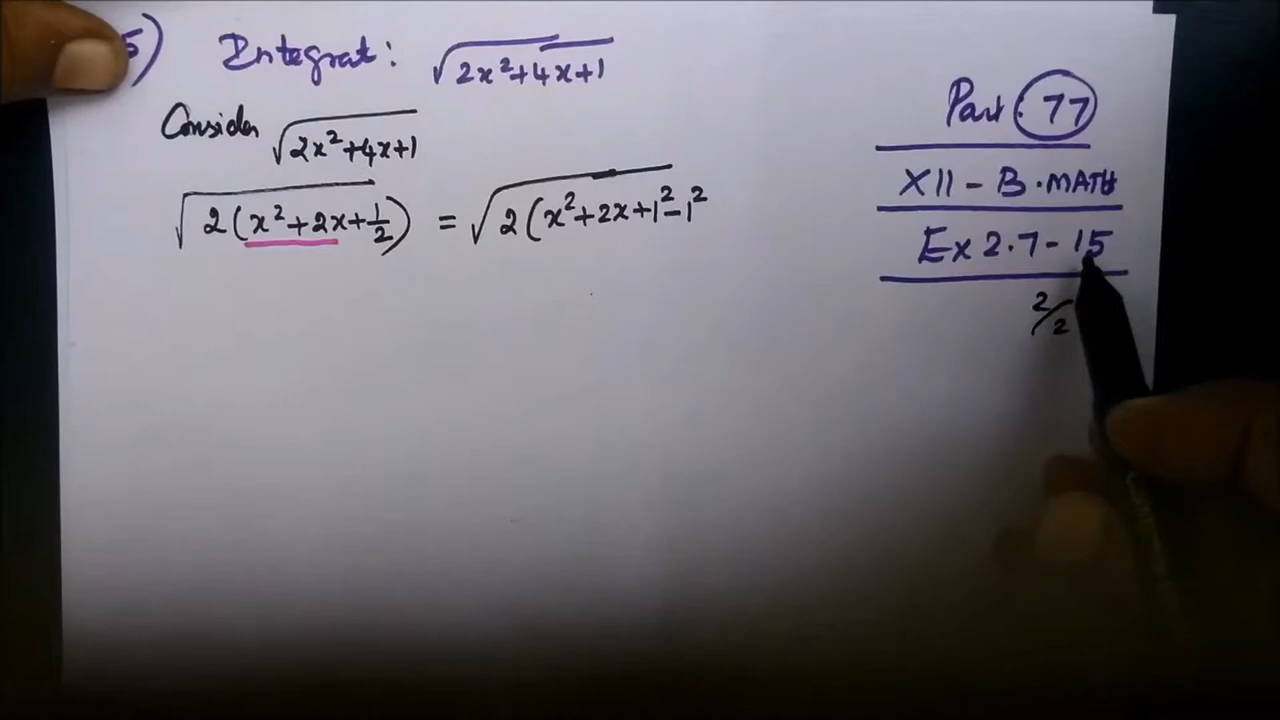 5) Integrat: √2x²+4x+1
Consider √2x²+4x+1
√2(x²+2x+1/2) = √2(x²+2x+1²-1²
Part: 77
XII - B.MATH
Ex 2.7 - 15
2/2